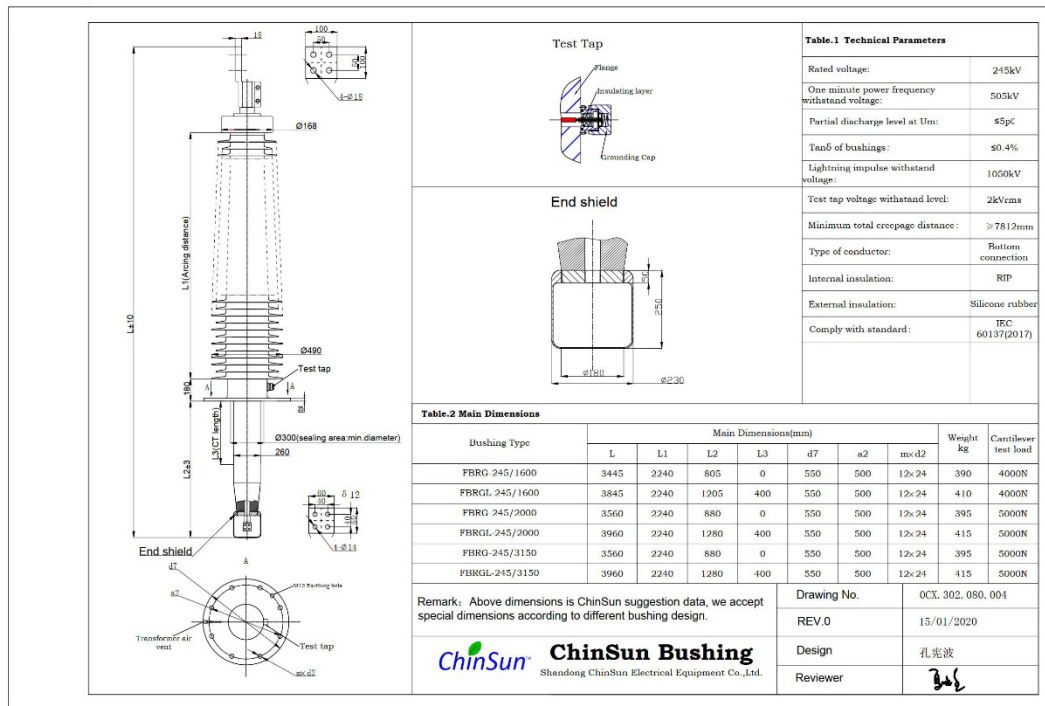 18
100
50
50
100
4-Ø18
Ø168
L1(Arcing distance)
L±10
Ø490
Test tap
180
A
A
L3(CT length)
L2±3
Ø300(sealing area:min.diameter)
260
δ 12
40
4-Ø14
End shield
A
d7
a2
Transformer air
vent
Test tap
m×d2
Test Tap
Flange
Insulating layer
Grounding Cap
End shield
50
250
Ø180
Ø230
Table.1 Technical Parameters
Rated voltage: 245kV
One minute power frequency
withstand voltage: 505kV
Partial discharge level at Um: ≤5pC
Tanδ of bushings: ≤0.4%
Lightning impulse withstand
voltage: 1050kV
Test tap voltage withstand level: 2kVrms
Minimum total creepage distance: ≥7812mm
Type of conductor: Bottom
connection
Internal insulation: RIP
External insulation: Silicone rubber
Comply with standard: IEC
60137(2017)
Table.2 Main Dimensions
Bushing Type Main Dimensions(mm) Weight
kg Cantilever
test load
L L1 L2 L3 d7 a2 m×d2
FBRG-245/1600 3445 2240 805 0 550 500 12×24 390 4000N
FBRGL-245/1600 3845 2240 1205 400 550 500 12×24 410 4000N
FBRG-245/2000 3560 2240 880 0 550 500 12×24 395 5000N
FBRGL-245/2000 3960 2240 1280 400 550 500 12×24 415 5000N
FBRG-245/3150 3560 2240 880 0 550 500 12×24 395 5000N
FBRGL-245/3150 3960 2240 1280 400 550 500 12×24 415 5000N
Remark: Above dimensions is ChinSun suggestion data, we accept
special dimensions according to different bushing design.
ChinSun™
ChinSun Bushing
Shandong ChinSun Electrical Equipment Co.,Ltd.
Drawing No. 0CX.302.080.004
REV.0 15/01/2020
Design 孔宪波
Reviewer